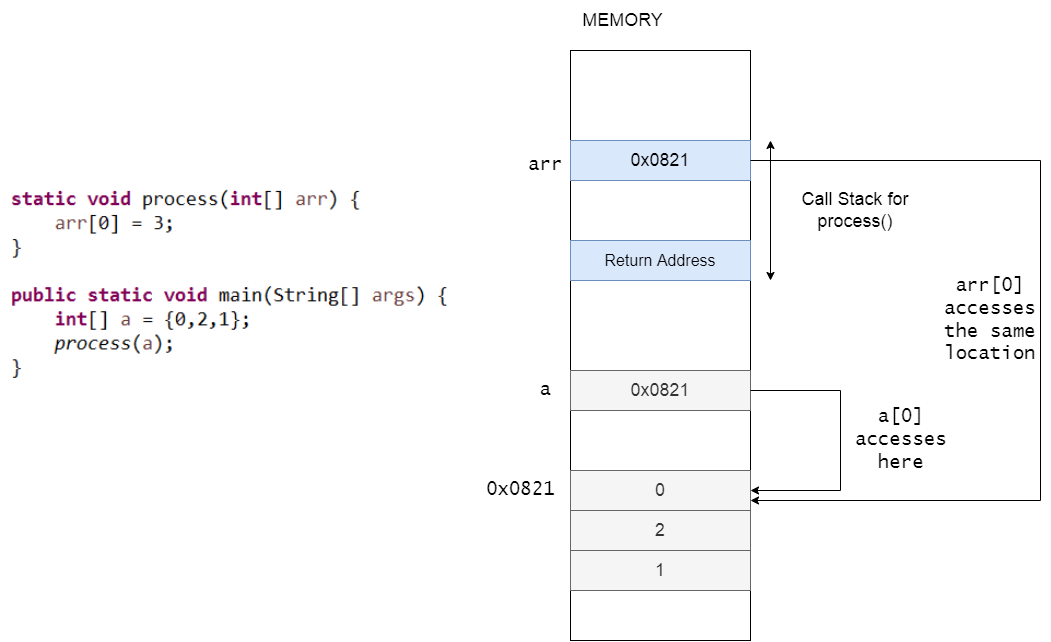 MEMORY
static void process(int[] arr) {
    arr[0] = 3;
}
public static void main(String[] args) {
    int[] a = {0,2,1};
    process(a);
}
arr
0x0821
Call Stack for
process()
Return Address
arr[0]
accesses
the same
location
a
0x0821
a[0]
accesses
here
0x0821
0
2
1